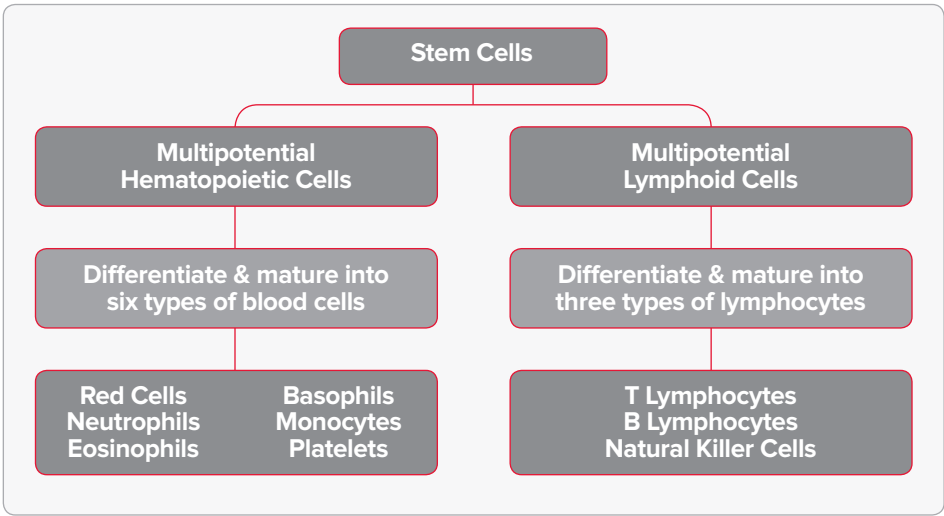 Stem Cells
Multipotential
Hematopoietic Cells
Multipotential
Lymphoid Cells
Differentiate & mature into
six types of blood cells
Differentiate & mature into
three types of lymphocytes
Red Cells
Neutrophils
Eosinophils
Basophils
Monocytes
Platelets
T Lymphocytes
B Lymphocytes
Natural Killer Cells